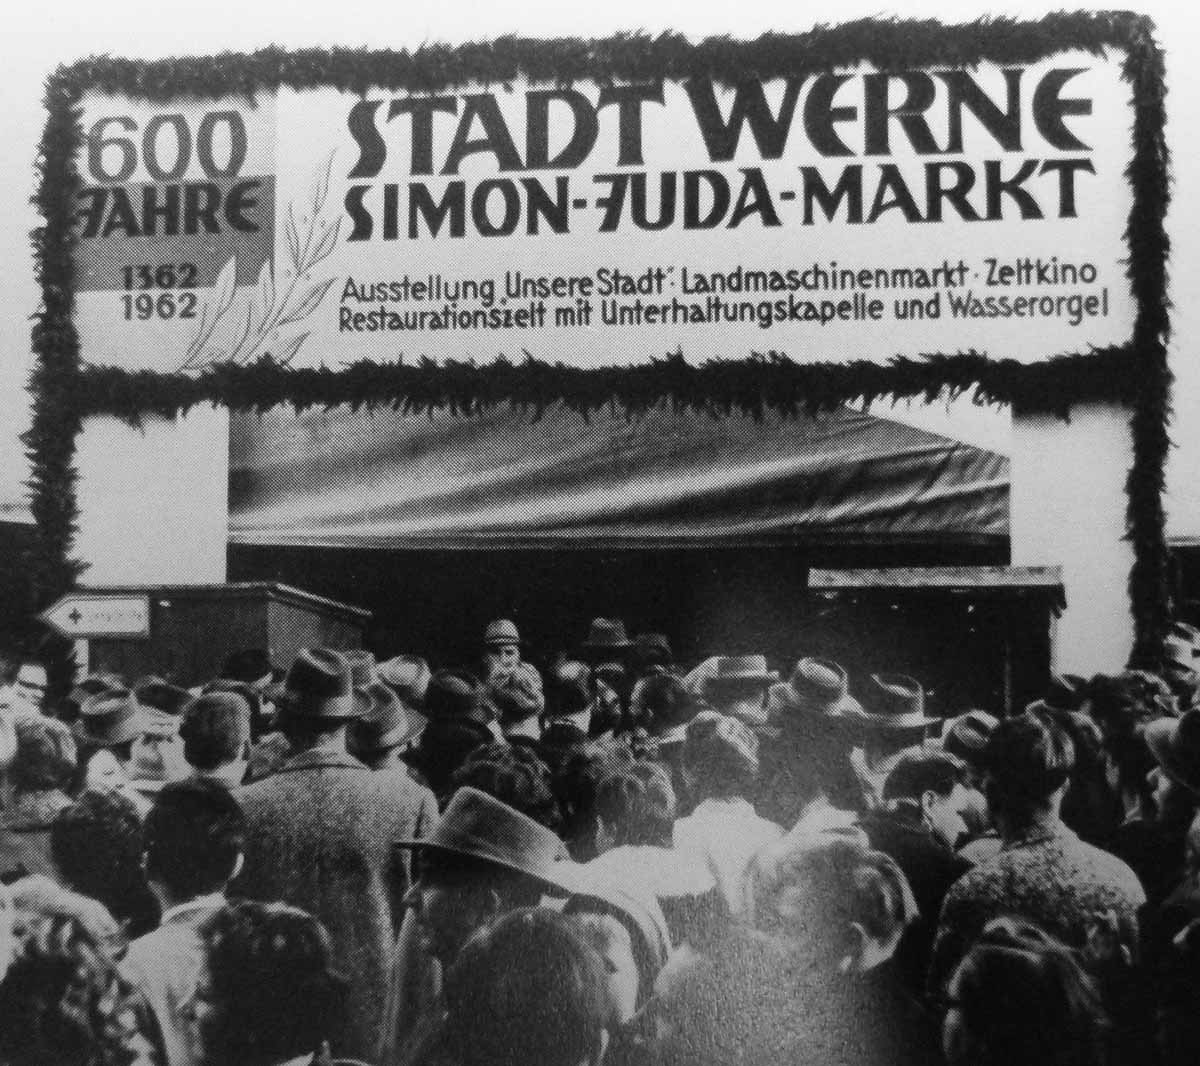 600
JAHRE
1362
1962
STADT WERNE
SIMON-JUDA-MARKT
Ausstellung „Unsere Stadt“ · Landmaschinenmarkt · Zeltkino
Restaurationszelt mit Unterhaltungskapelle und Wasserorgel